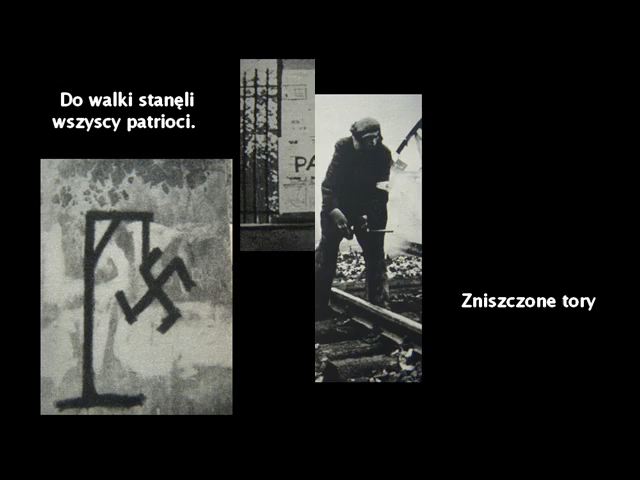 Do walki stanęli
wszyscy patrioci.
PA
Zniszczone tory